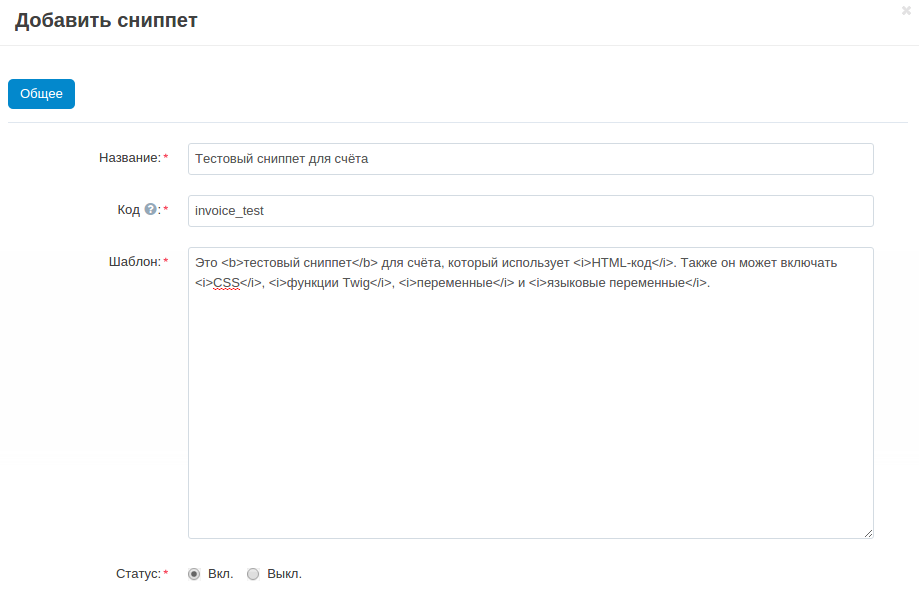 Добавить сниппет
Общее
Название:*
Тестовый сниппет для счёта
Код ?:*
invoice_test
Шаблон:*
Это <b>тестовый сниппет</b> для счёта, который использует <i>HTML-код</i>. Также он может включать
<i>CSS</i>, <i>функции Twig</i>, <i>переменные</i> и <i>языковые переменные</i>.
Статус:*
Вкл.
Выкл.